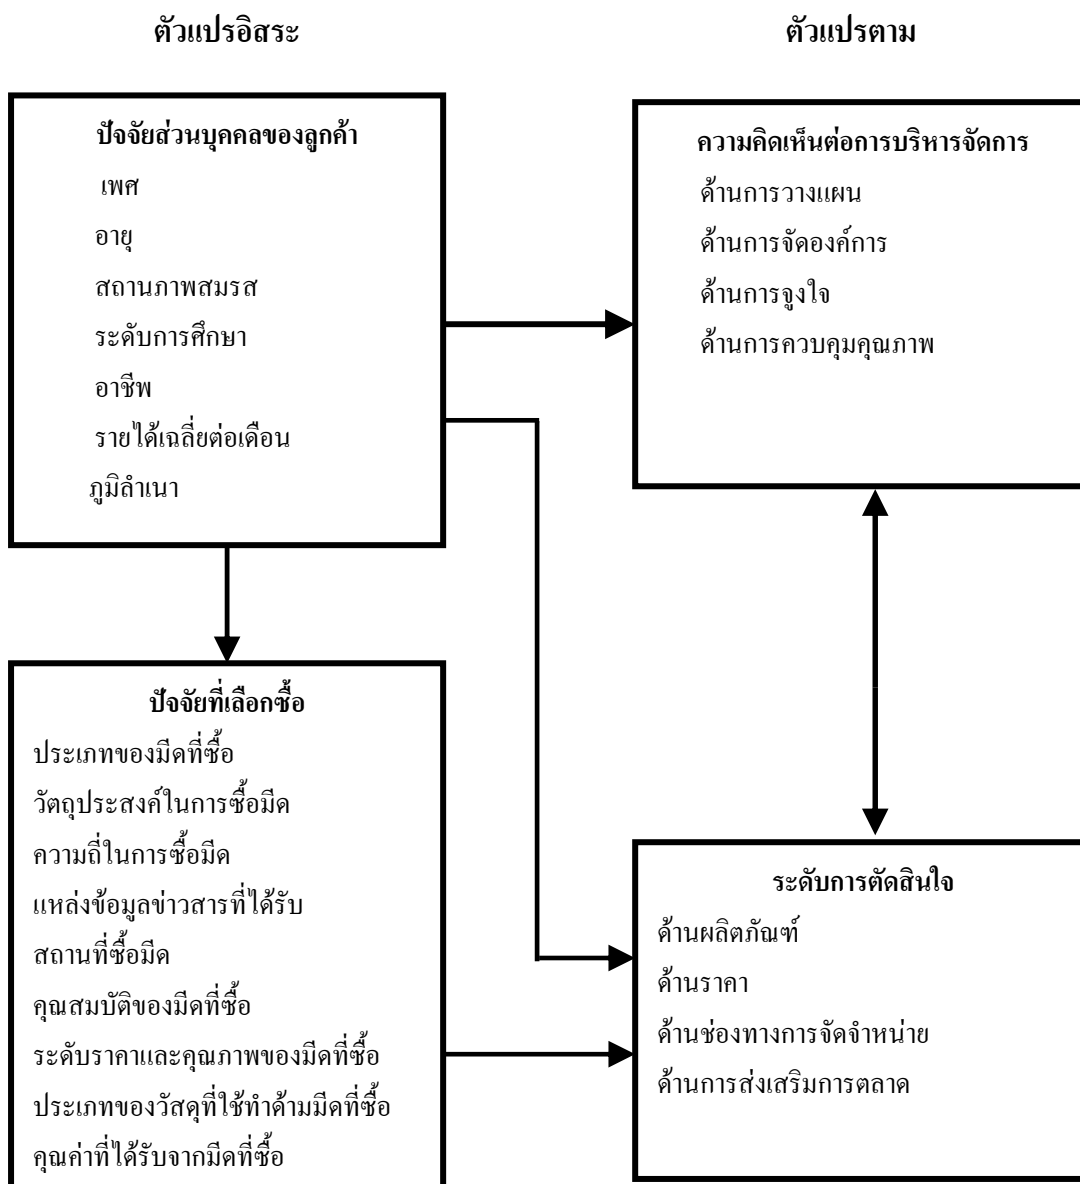 ตัวแปรอิสระ
ตัวแปรตาม
ปัจจัยส่วนบุคคลของลูกค้า
เพศ
อายุ
สถานภาพสมรส
ระดับการศึกษา
อาชีพ
รายได้เฉลี่ยต่อเดือน
ภูมิลำเนา
ความคิดเห็นต่อการบริหารจัดการ
ด้านการวางแผน
ด้านการจัดองค์การ
ด้านการจูงใจ
ด้านการควบคุมคุณภาพ
ปัจจัยที่เลือกซื้อ
ประเภทของมีดที่ซื้อ
วัตถุประสงค์ในการซื้อมีด
ความถี่ในการซื้อมีด
แหล่งข้อมูลข่าวสารที่ได้รับ
สถานที่ซื้อมีด
คุณสมบัติของมีดที่ซื้อ
ระดับราคาและคุณภาพของมีดที่ซื้อ
ประเภทของวัสดุที่ใช้ทำด้ามมีดที่ซื้อ
คุณค่าที่ได้รับจากมีดที่ซื้อ
ระดับการตัดสินใจ
ด้านผลิตภัณฑ์
ด้านราคา
ด้านช่องทางการจัดจำหน่าย
ด้านการส่งเสริมการตลาด